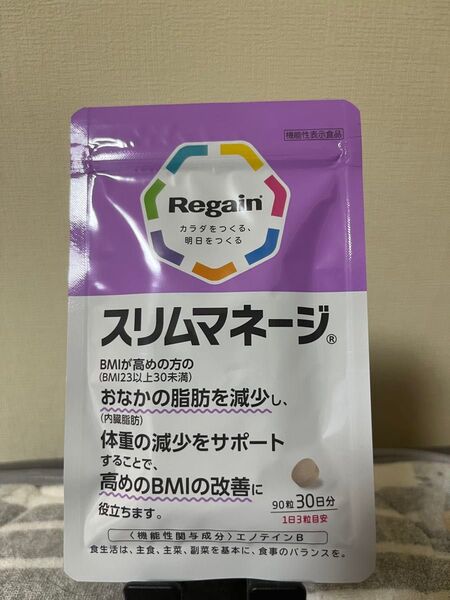 機能性表示食品
Regain®
カラダをつくる、
明日をつくる
スリムマネージ®
BMIが高めの方の
(BMI23以上30未満)
おなかの脂肪を減少し、
(内臓脂肪)
体重の減少をサポート
することで、
高めのBMIの改善に
役立ちます。
90粒 30日分
1日3粒目安
〈機能性関与成分〉エノテインB
食生活は、主食、主菜、副菜を基本に、食事のバランスを。